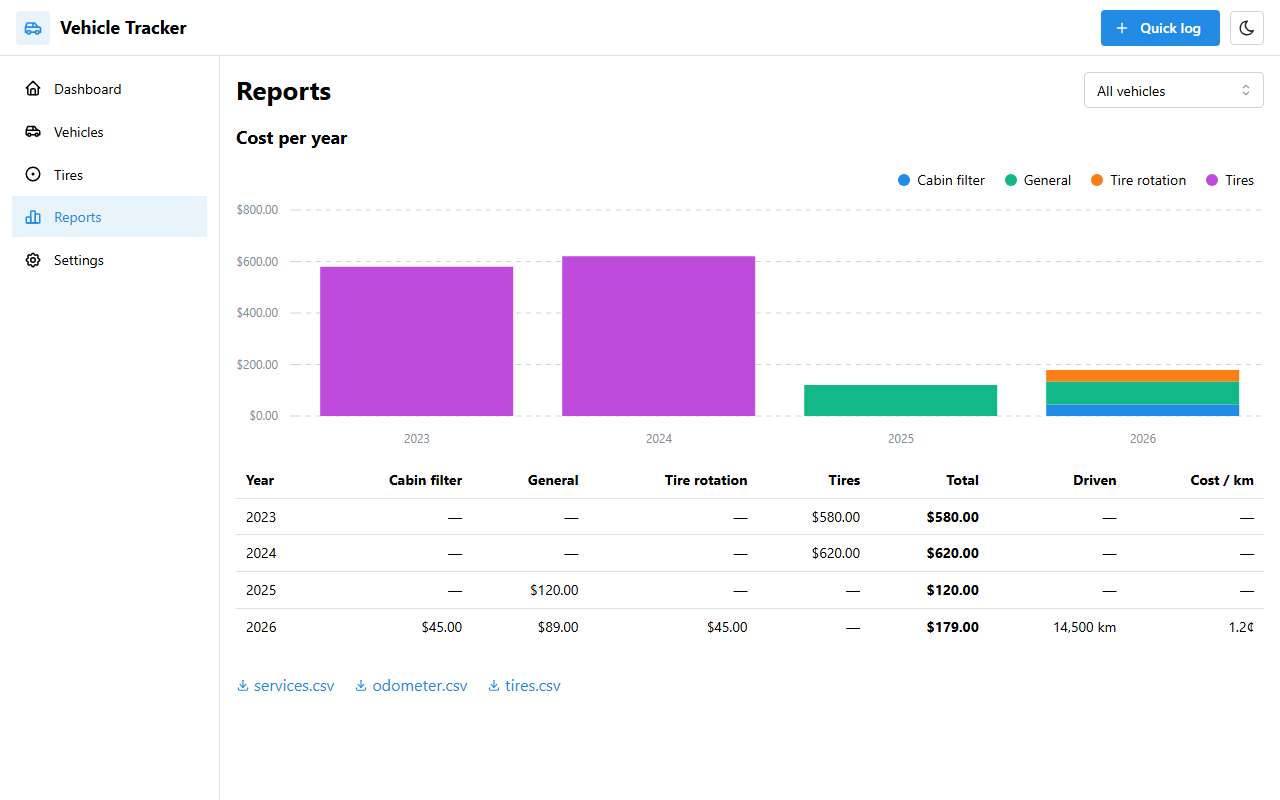 Vehicle Tracker
Quick log
Dashboard
Vehicles
Tires
Reports
Settings
Reports
All vehicles
Cost per year
Cabin filter General Tire rotation Tires
$800.00
$600.00
$400.00
$200.00
$0.00
2023 2024 2025 2026
Year Cabin filter General Tire rotation Tires Total Driven Cost / km
2023 — — — $580.00 $580.00 — —
2024 — — — $620.00 $620.00 — —
2025 — $120.00 — — $120.00 — —
2026 $45.00 $89.00 $45.00 — $179.00 14,500 km 1.2¢
services.csv odometer.csv tires.csv